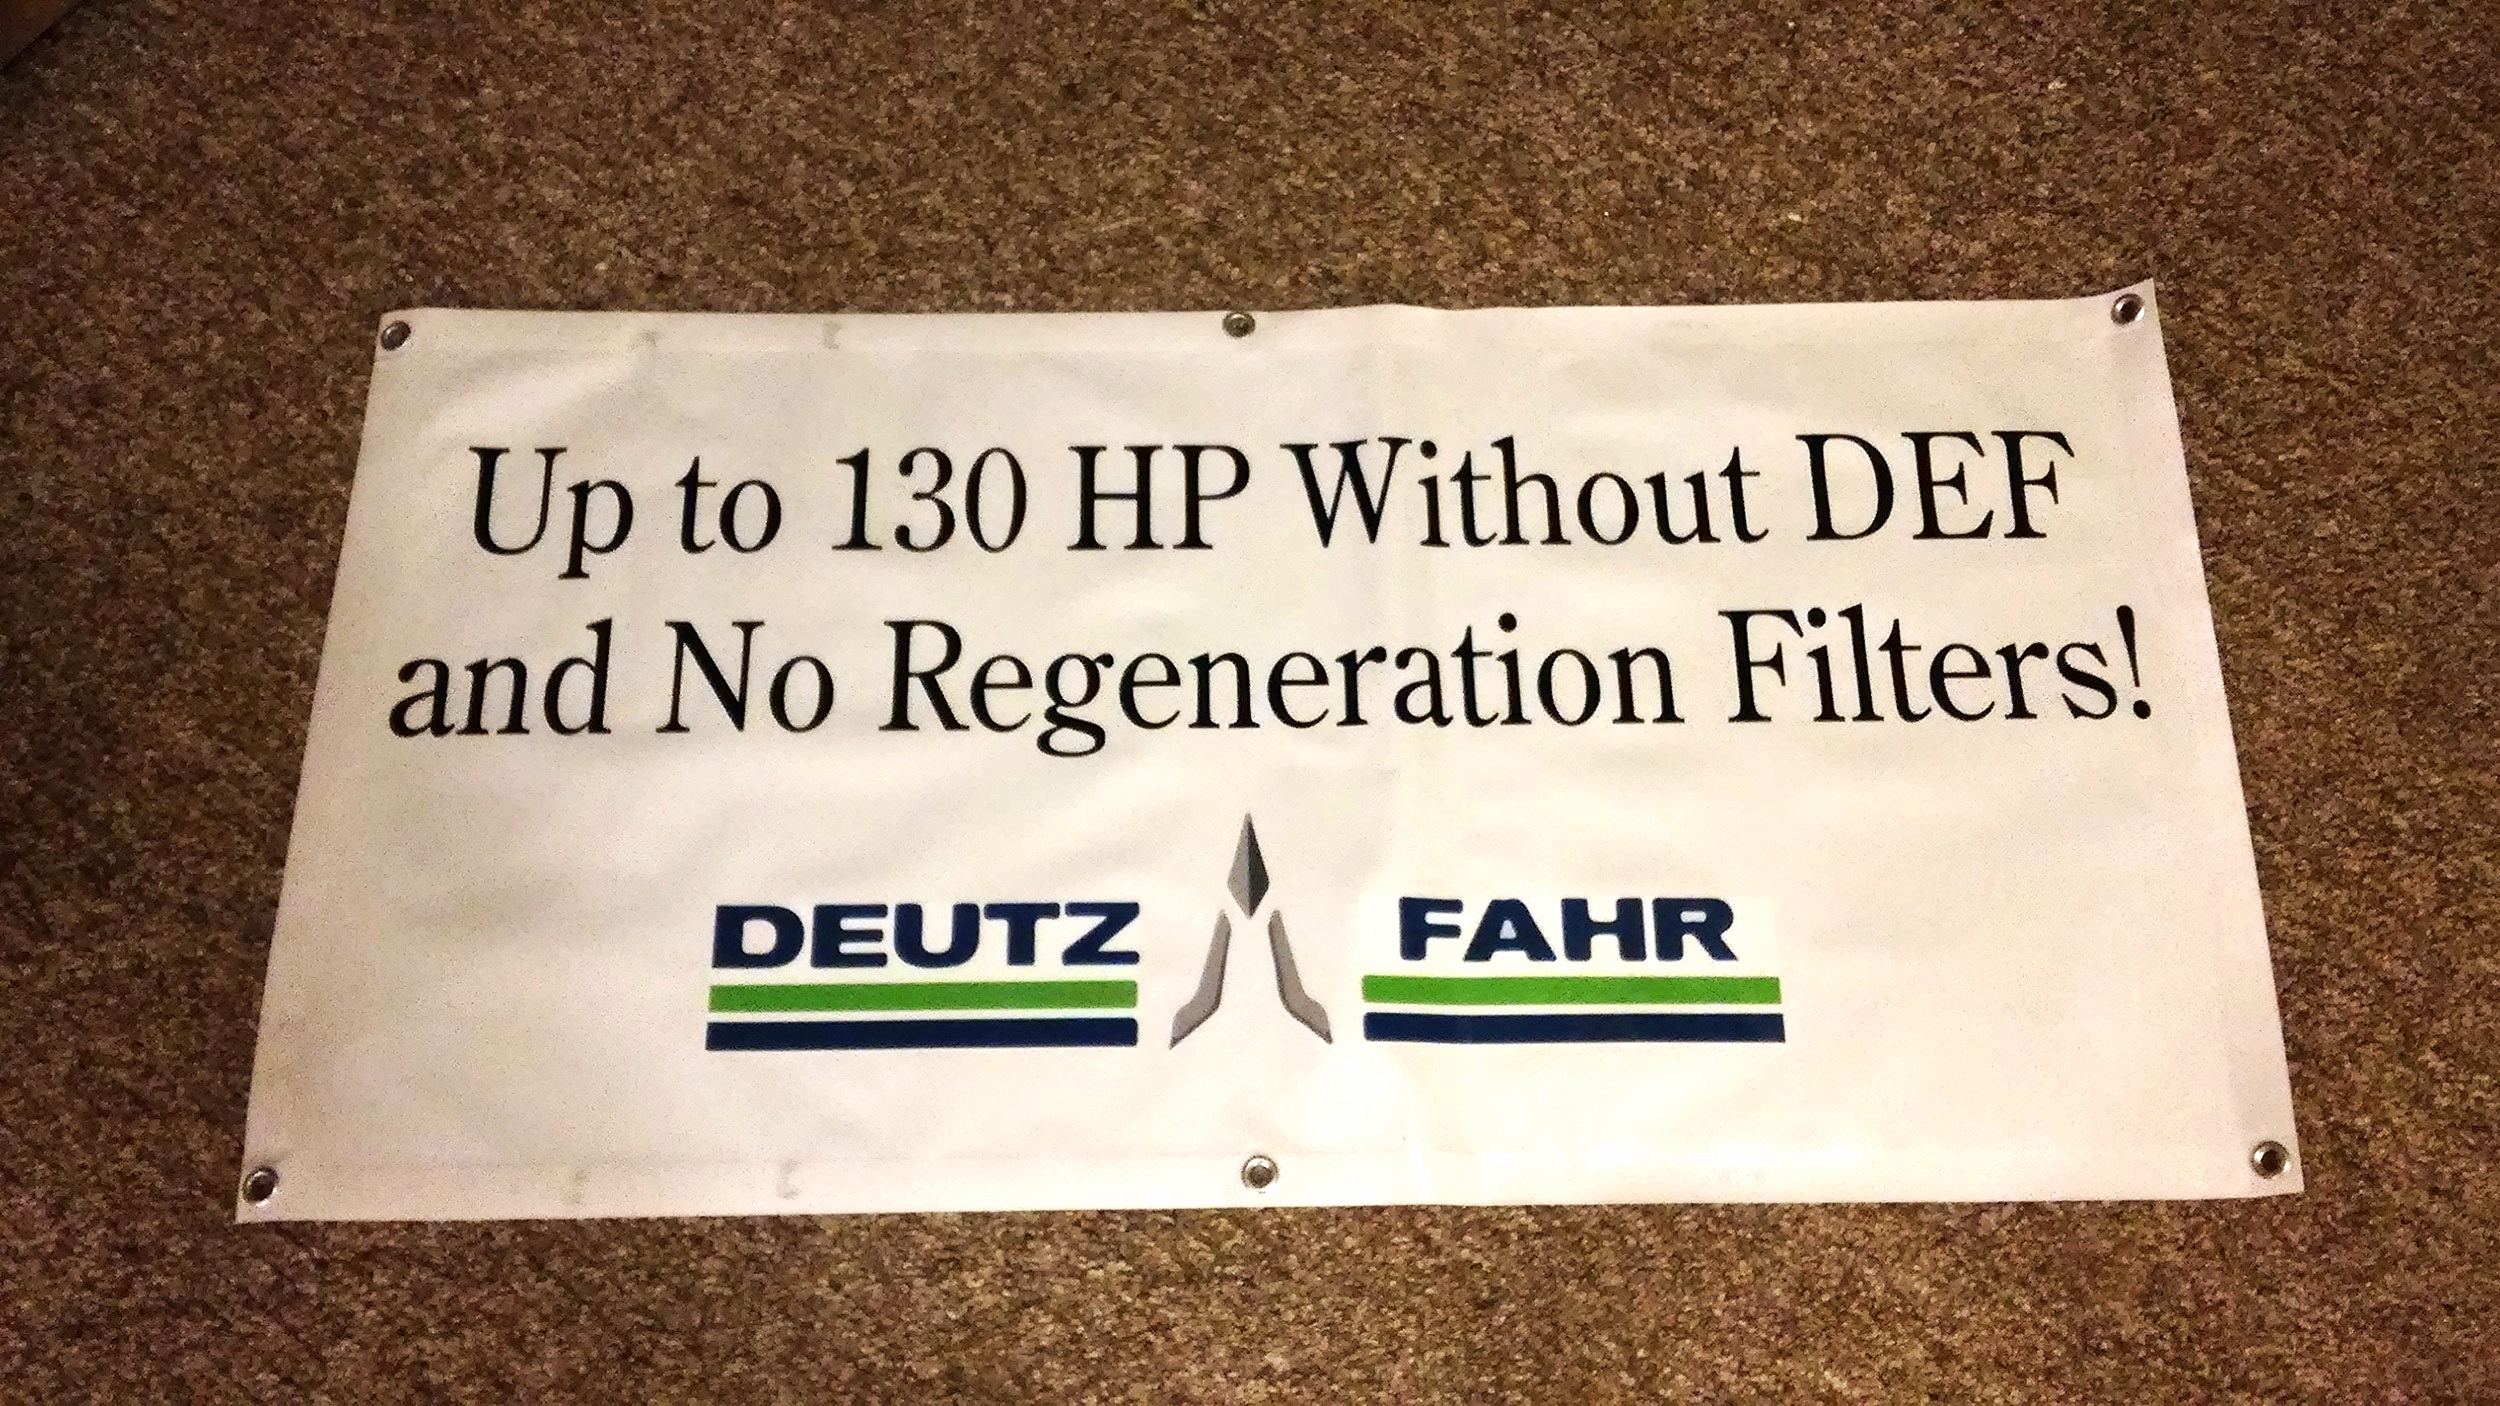 Up to 130 HP Without DEF
and No Regeneration Filters!
DEUTZ FAHR